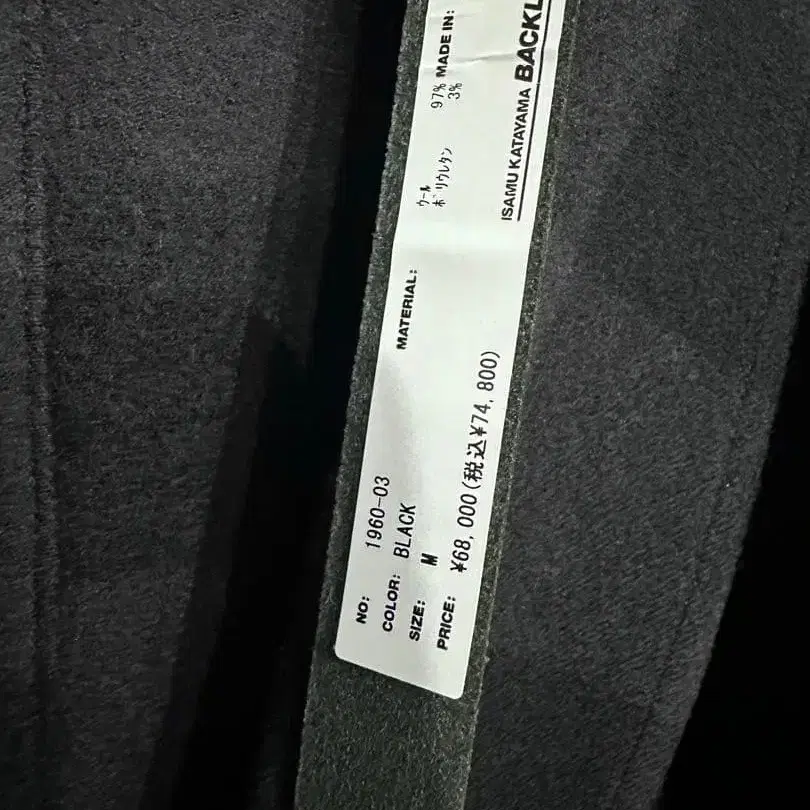 NO: 1960-03
COLOR: BLACK
SIZE: M
PRICE: ¥68,000(税込¥74,800)
MATERIAL:
ウール 97%
ポリウレタン 3%
MADE IN:
ISAMU KATAYAMA BACKL